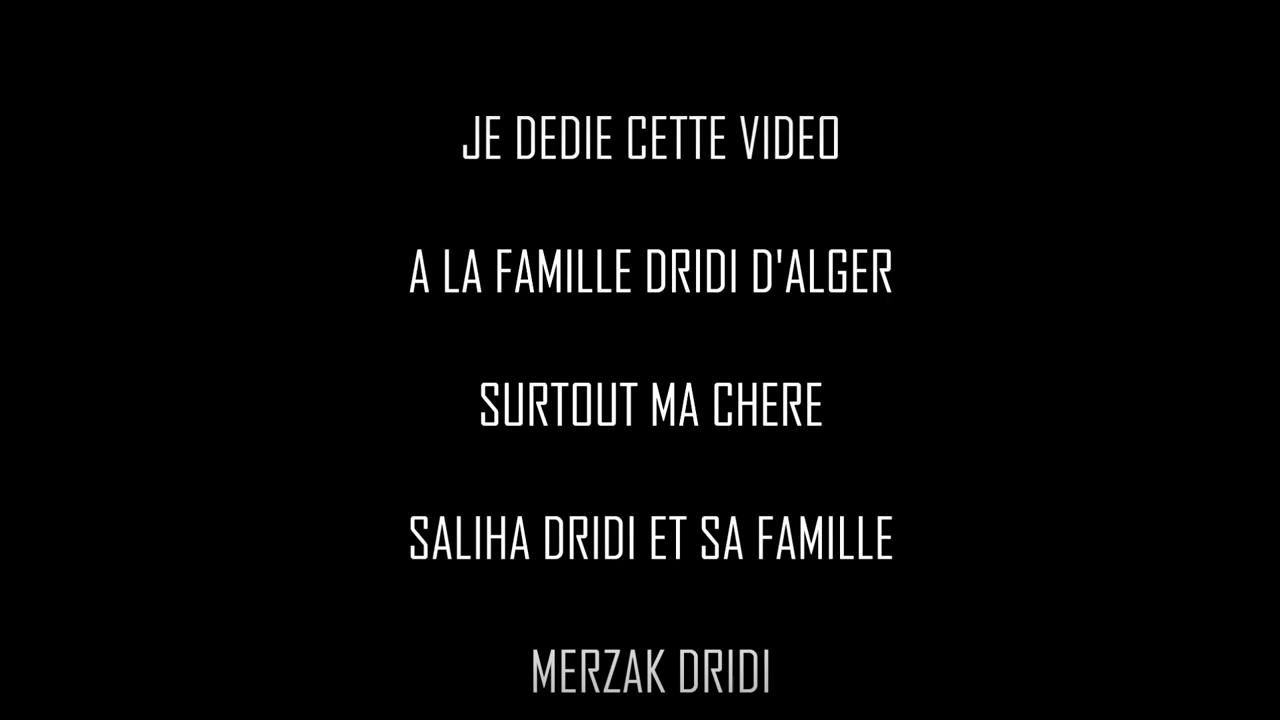 JE DEDIE CETTE VIDEO
A LA FAMILLE DRIDI D'ALGER
SURTOUT MA CHERE
SALIHA DRIDI ET SA FAMILLE
MERZAK DRIDI